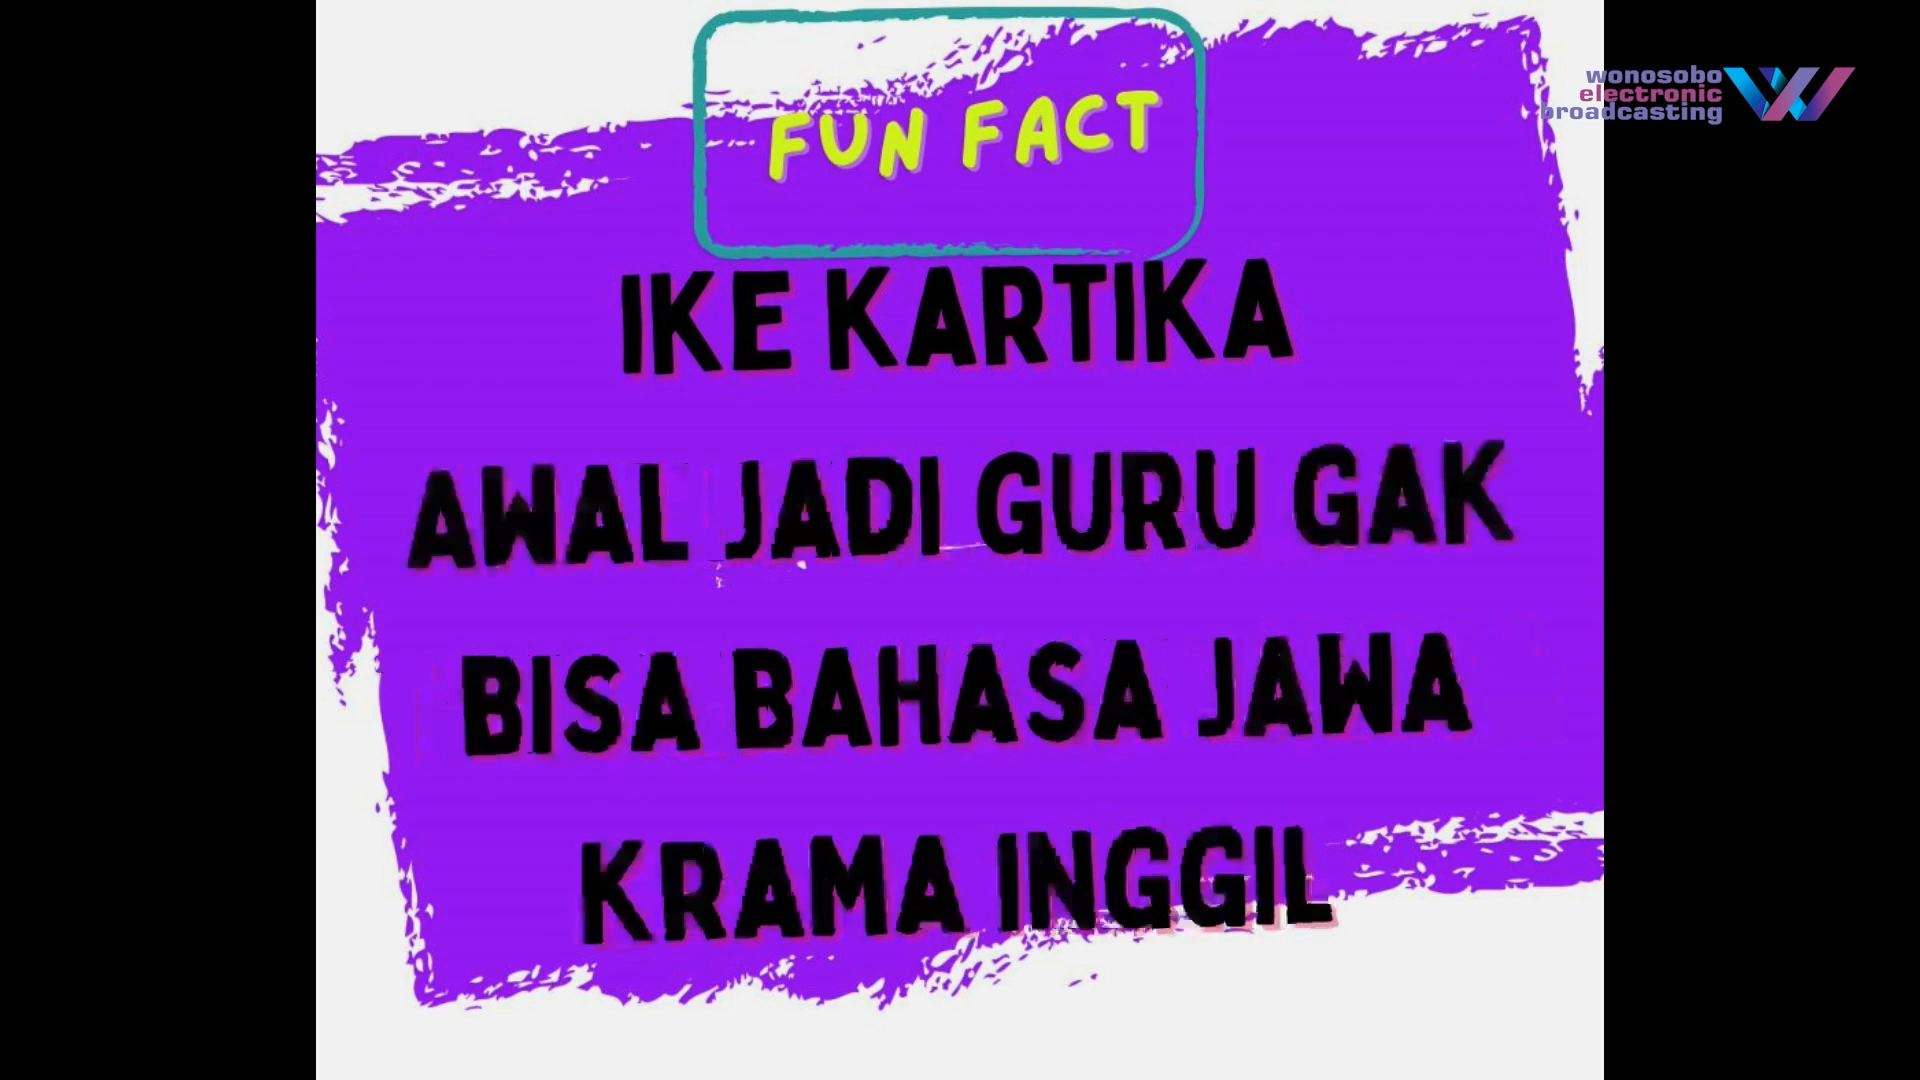 wonosobo
electronic
broadcasting
FUN FACT
IKE KARTIKA
AWAL JADI GURU GAK
BISA BAHASA JAWA
KRAMA INGGIL